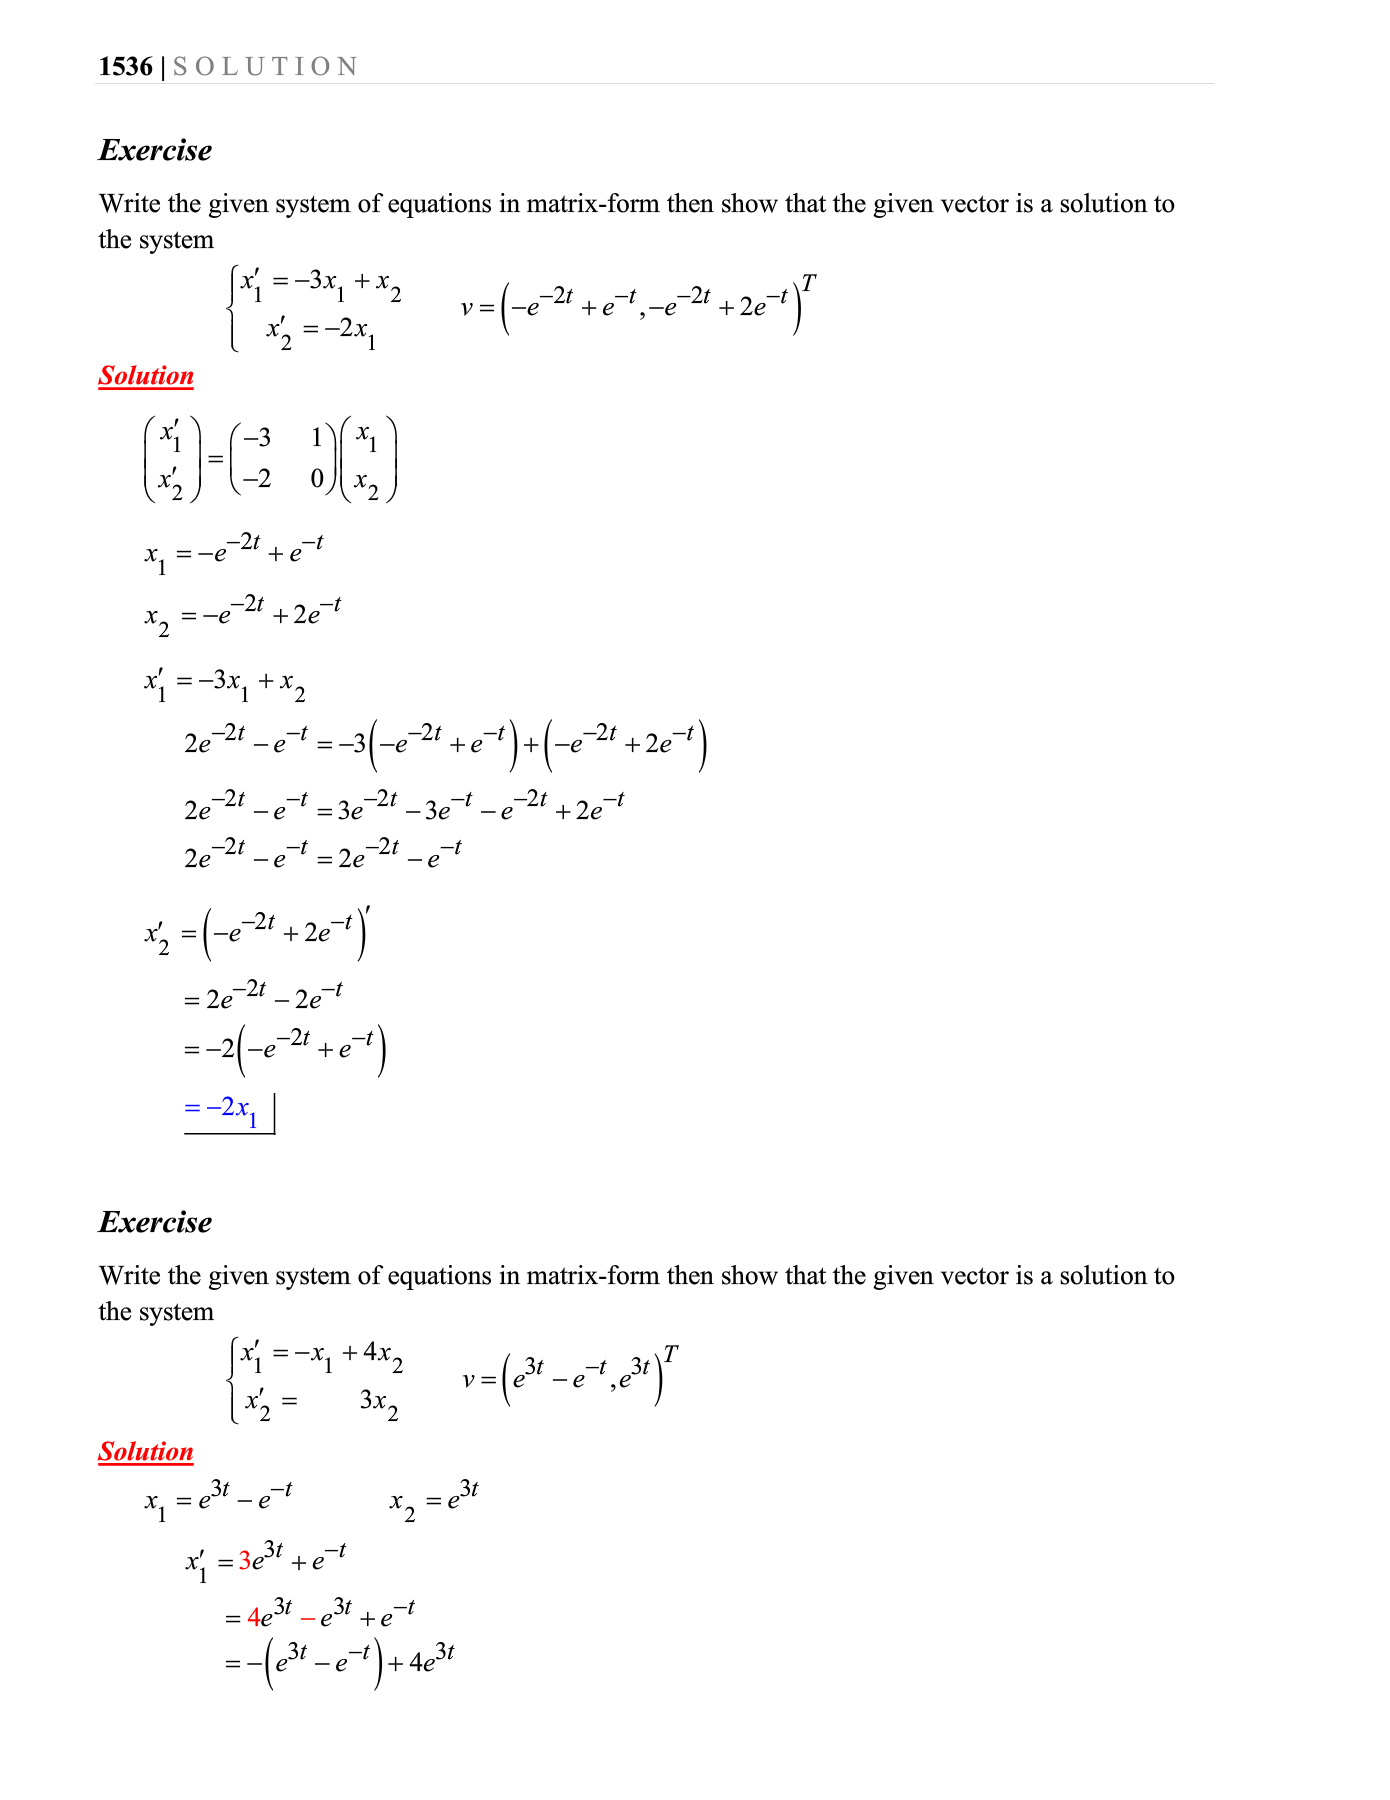 1536 | S O L U T I O N
Exercise
Write the given system of equations in matrix-form then show that the given vector is a solution to
the system
$\begin{cases} x_1' = -3x_1 + x_2 \\ x_2' = -2x_1 \end{cases} \quad v = \left(-e^{-2t} + e^{-t}, -e^{-2t} + 2e^{-t}\right)^T$
Solution
$\begin{pmatrix} x_1' \\ x_2' \end{pmatrix} = \begin{pmatrix} -3 & 1 \\ -2 & 0 \end{pmatrix} \begin{pmatrix} x_1 \\ x_2 \end{pmatrix}$
$x_1 = -e^{-2t} + e^{-t}$
$x_2 = -e^{-2t} + 2e^{-t}$
$x_1' = -3x_1 + x_2$
$2e^{-2t} - e^{-t} = -3\left(-e^{-2t} + e^{-t}\right) + \left(-e^{-2t} + 2e^{-t}\right)$
$2e^{-2t} - e^{-t} = 3e^{-2t} - 3e^{-t} - e^{-2t} + 2e^{-t}$
$2e^{-2t} - e^{-t} = 2e^{-2t} - e^{-t}$
$x_2' = \left(-e^{-2t} + 2e^{-t}\right)'$
$= 2e^{-2t} - 2e^{-t}$
$= -2\left(-e^{-2t} + e^{-t}\right)$
$= -2x_1$
Exercise
Write the given system of equations in matrix-form then show that the given vector is a solution to
the system
$\begin{cases} x_1' = -x_1 + 4x_2 \\ x_2' = \quad 3x_2 \end{cases} \quad v = \left(e^{3t} - e^{-t}, e^{3t}\right)^T$
Solution
$x_1 = e^{3t} - e^{-t} \quad x_2 = e^{3t}$
$x_1' = 3e^{3t} + e^{-t}$
$= 4e^{3t} - e^{3t} + e^{-t}$
$= -\left(e^{3t} - e^{-t}\right) + 4e^{3t}$